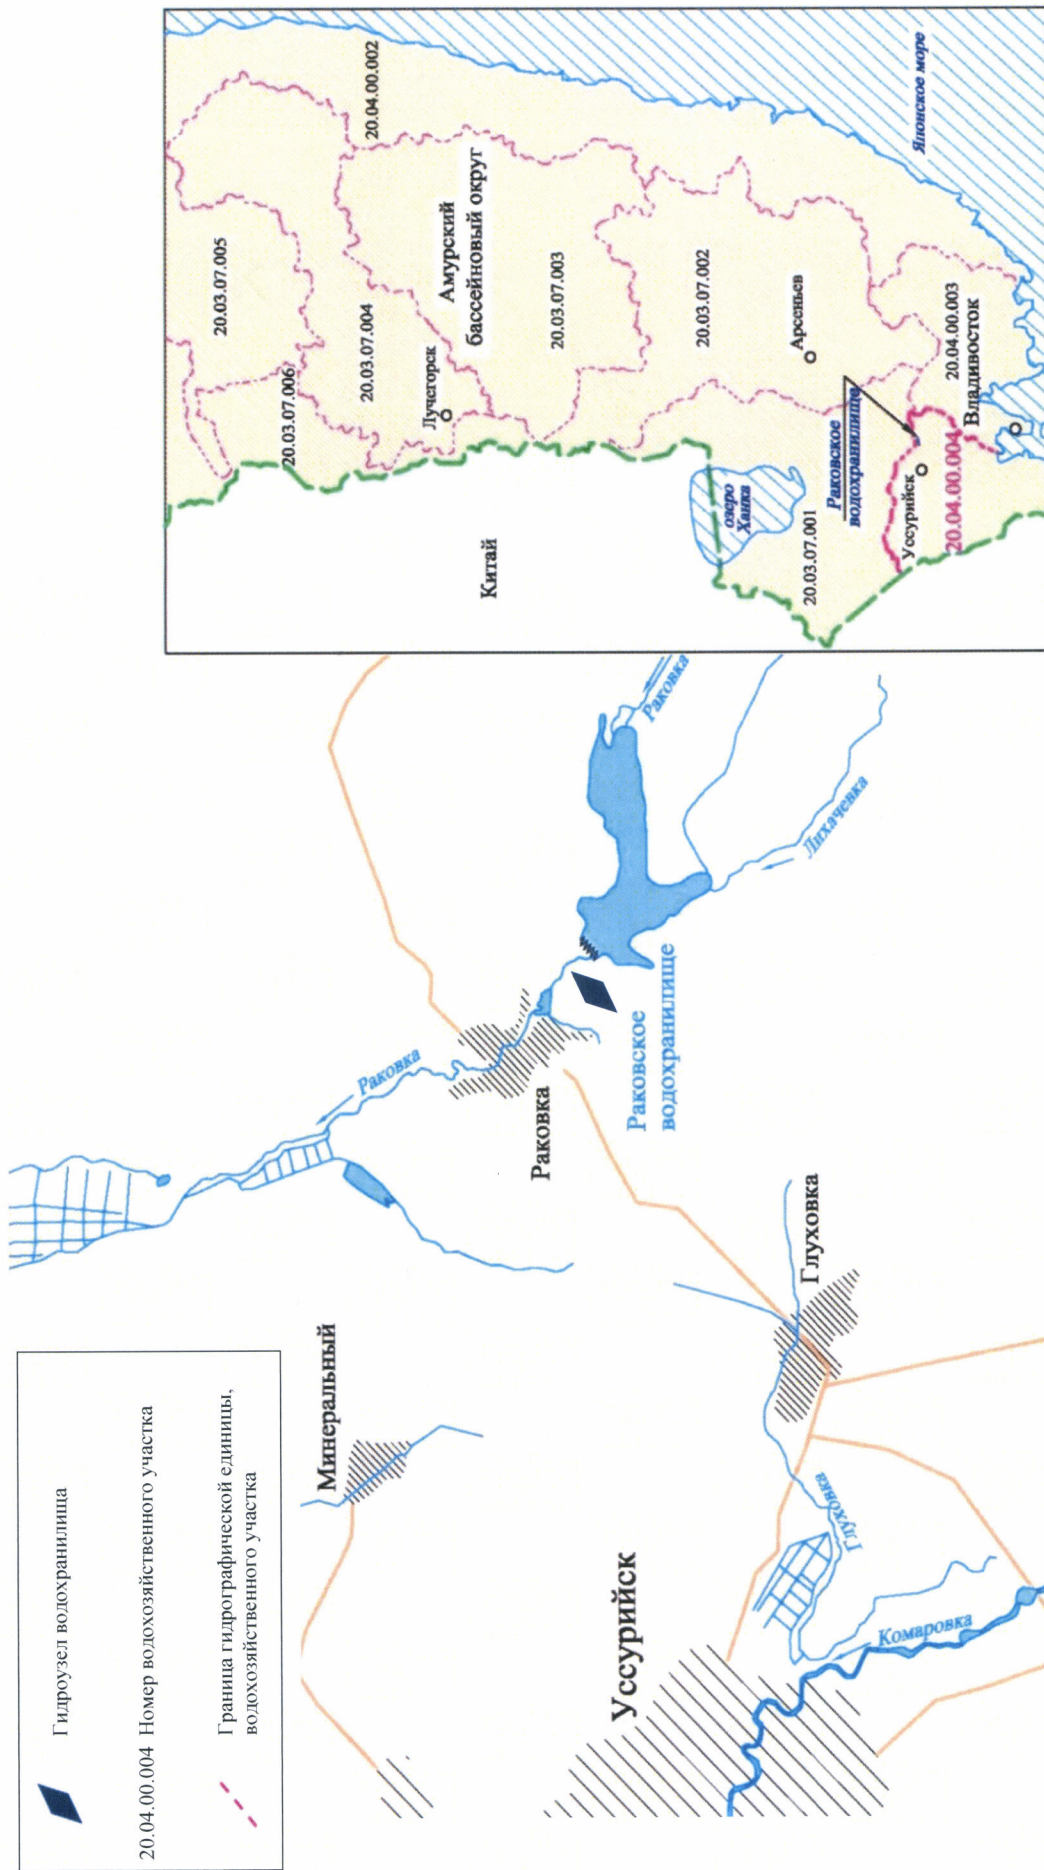 Гидроузел водохранилища
20.04.00.004 Номер водохозяйственного участка
Граница гидрографической единицы,
водохозяйственного участка
Минеральный
Раковка
Раковка
Раковское
водохранилище
Раковка
Лихачевка
Глуховка
Глуховка
Уссурийск
Комаровка
20.03.07.005
20.04.00.002
20.03.07.006
20.03.07.004
Лучегорск
Амурский
бассейновый округ
20.03.07.003
Китай
20.03.07.002
озеро
Ханка
Арсеньев
20.03.07.001
Раковское
водохранилище
Уссурийск
20.04.00.004
20.04.00.003
Владивосток
Японское море